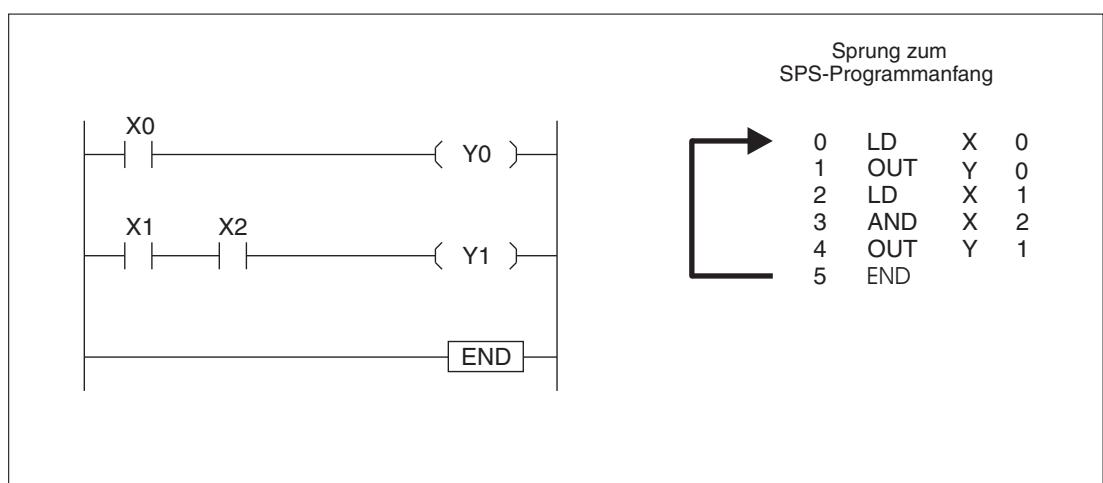 Sprung zum
SPS-Programmanfang
X0
Y0
X1 X2
Y1
END
0 LD X 0
1 OUT Y 0
2 LD X 1
3 AND X 2
4 OUT Y 1
5 END